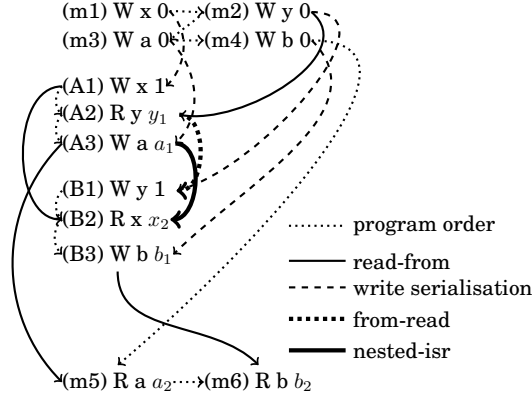 (m1) W x 0 (m2) W y 0
(m3) W a 0 (m4) W b 0
(A1) W x 1
(A2) R y y₁
(A3) W a a₁
(B1) W y 1
(B2) R x x₂
(B3) W b b₁
program order
read-from
write serialisation
from-read
nested-isr
(m5) R a a₂ (m6) R b b₂